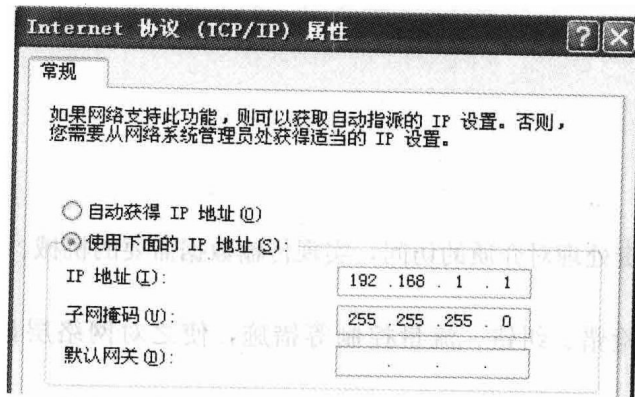 Internet 协议 (TCP/IP) 属性
常规
如果网络支持此功能，则可以获取自动指派的 IP 设置。否则，
您需要从网络系统管理员处获得适当的 IP 设置。
自动获得 IP 地址(O)
使用下面的 IP 地址(S):
IP 地址(I): 192 .168 . 1 . 1
子网掩码(U): 255 .255 .255 . 0
默认网关(D): . . .